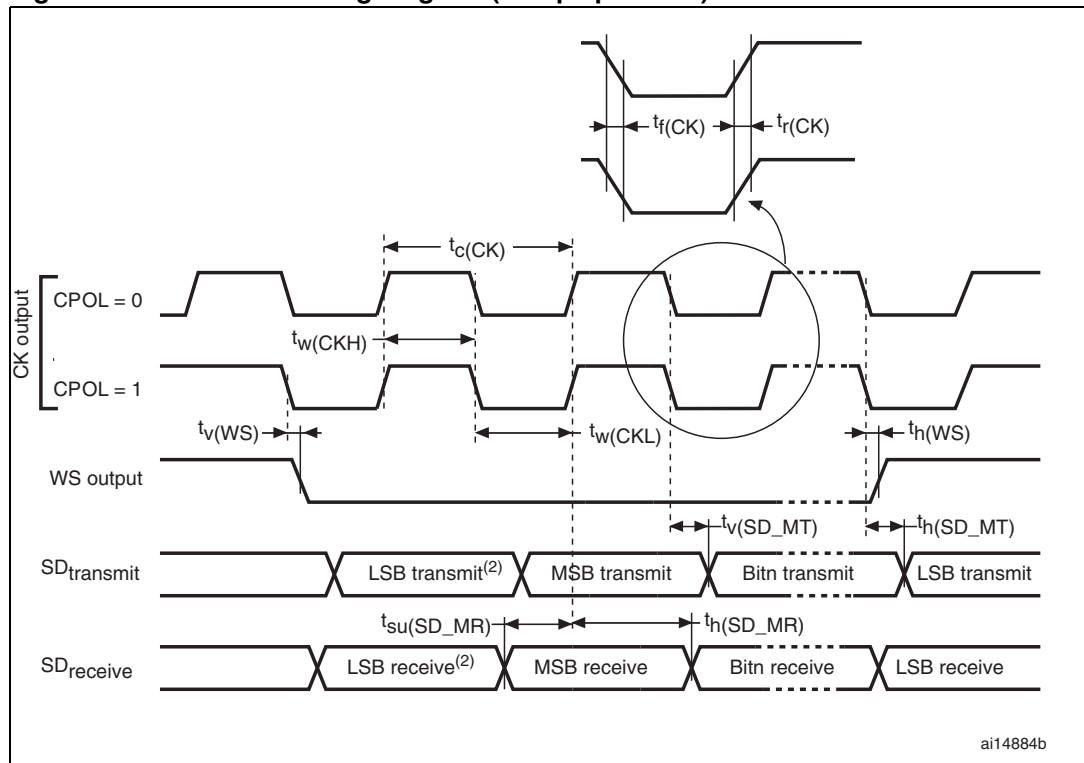 tf(CK)
tr(CK)
tc(CK)
CK output
CPOL = 0
tw(CKH)
CPOL = 1
tv(WS)
tw(CKL)
th(WS)
WS output
tv(SD_MT)
th(SD_MT)
SDtransmit
LSB transmit(2)
MSB transmit
Bitn transmit
LSB transmit
tsu(SD_MR)
th(SD_MR)
SDreceive
LSB receive(2)
MSB receive
Bitn receive
LSB receive
ai14884b